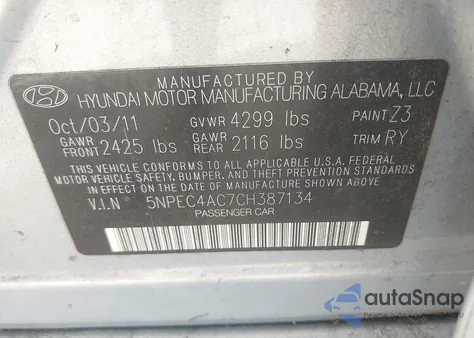 MANUFACTURED BY
HYUNDAI MOTOR MANUFACTURING ALABAMA, LLC
Oct/03/11 GVWR 4299 lbs PAINT Z3
GAWR FRONT 2425 lbs GAWR REAR 2116 lbs TRIM RY
THIS VEHICLE CONFORMS TO ALL APPLICABLE U.S.A. FEDERAL
MOTOR VEHICLE SAFETY, BUMPER, AND THEFT PREVENTION STANDARDS
IN EFFECT ON THE DATE OF MANUFACTURE SHOWN ABOVE.
V.I.N 5NPEC4AC7CH387134
PASSENGER CAR
autoSnap